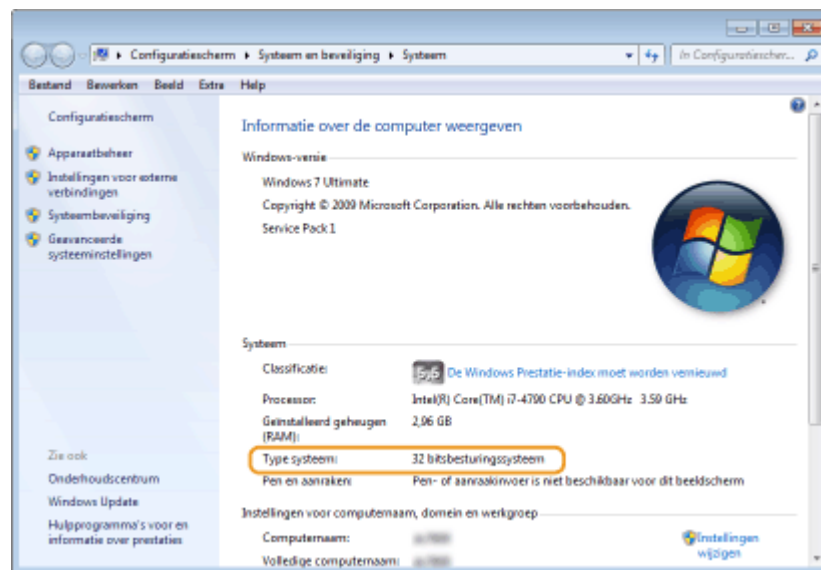 Configuratiescherm Systeem en beveiliging Systeem In Configuratiescher...
Bestand Bewerken Beeld Extra Help
Configuratiescherm
Apparaatbeheer
Instellingen voor externe
verbindingen
Systeembeveiliging
Geavanceerde
systeeminstellingen
Zie ook
Onderhoudscentrum
Windows Update
Hulpprogramma's voor en
informatie over prestaties
Informatie over de computer weergeven
Windows-versie
Windows 7 Ultimate
Copyright © 2009 Microsoft Corporation. Alle rechten voorbehouden.
Service Pack 1
Systeem
Classificatie: 5,6 De Windows Prestatie-index moet worden vernieuwd
Processor: Intel(R) Core(TM) i7-4790 CPU @ 3.60GHz 3.59 GHz
Geïnstalleerd geheugen 2,96 GB
(RAM):
Type systeem: 32 bitsbesturingssysteem
Pen en aanraken: Pen- of aanraakinvoer is niet beschikbaar voor dit beeldscherm
Instellingen voor computernaam, domein en werkgroep
Computernaam: Instellingen
wijzigen
Volledige computernaam: